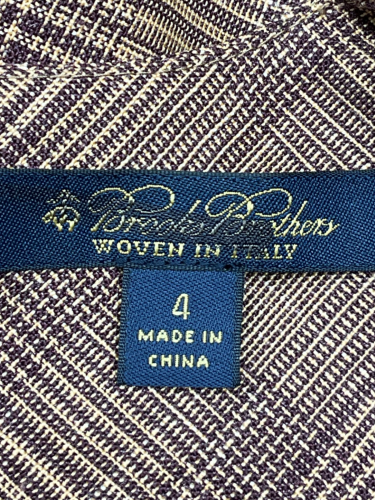 Brooks Brothers
WOVEN IN ITALY
4
MADE IN
CHINA